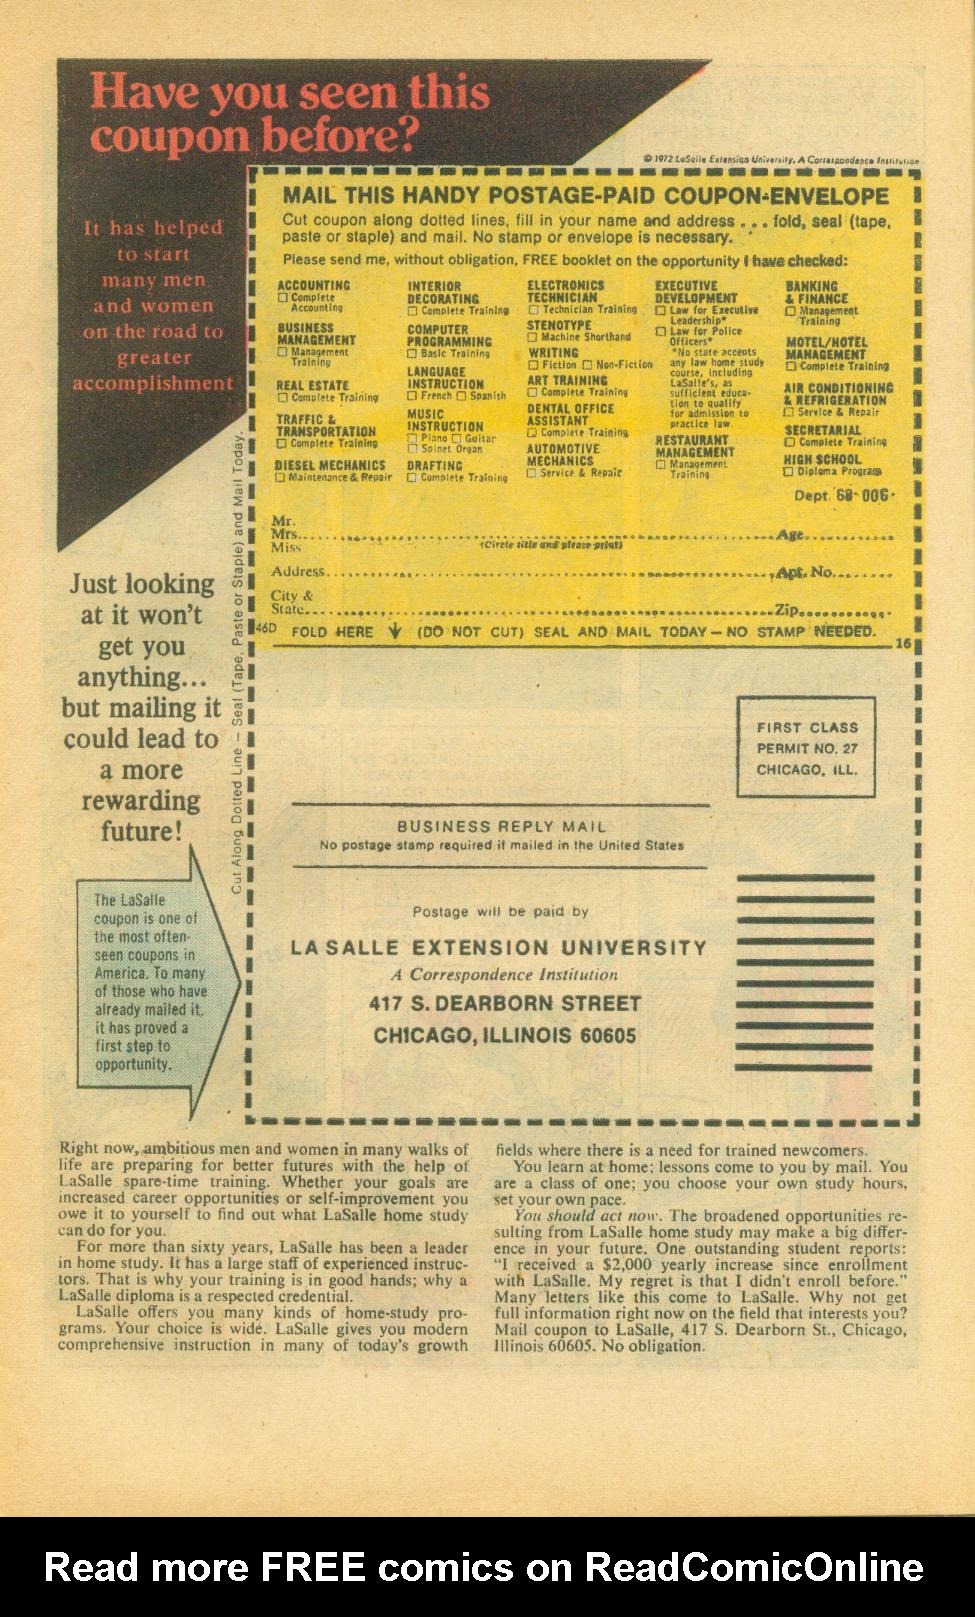 Have you seen this
coupon before?
© 1972 LaSalle Extension University, A Correspondence Institution
It has helped
to start
many men
and women
on the road to
greater
accomplishment
MAIL THIS HANDY POSTAGE-PAID COUPON-ENVELOPE
Cut coupon along dotted lines, fill in your name and address . . . fold, seal (tape,
paste or staple) and mail. No stamp or envelope is necessary.
Please send me, without obligation, FREE booklet on the opportunity I have checked:
ACCOUNTING
☐ Complete
Accounting
BUSINESS
MANAGEMENT
☐ Management
Training
REAL ESTATE
☐ Complete Training
TRAFFIC &
TRANSPORTATION
☐ Complete Training
DIESEL MECHANICS
☐ Maintenance & Repair
INTERIOR
DECORATING
☐ Complete Training
COMPUTER
PROGRAMMING
☐ Basic Training
LANGUAGE
INSTRUCTION
☐ French ☐ Spanish
MUSIC
INSTRUCTION
☐ Piano ☐ Guitar
☐ Spinet Organ
DRAFTING
☐ Complete Training
ELECTRONICS
TECHNICIAN
☐ Technician Training
STENOTYPE
☐ Machine Shorthand
WRITING
☐ Fiction ☐ Non-Fiction
ART TRAINING
☐ Complete Training
DENTAL OFFICE
ASSISTANT
☐ Complete Training
AUTOMOTIVE
MECHANICS
☐ Service & Repair
EXECUTIVE
DEVELOPMENT
☐ Law for Executive
Leadership*
☐ Law for Police
Officers*
*No state accepts
any law home study
course, including
LaSalle's, as
sufficient educa-
tion to qualify
for admission to
practice law.
RESTAURANT
MANAGEMENT
☐ Management
Training
BANKING
& FINANCE
☐ Management
Training
MOTEL/HOTEL
MANAGEMENT
☐ Complete Training
AIR CONDITIONING
& REFRIGERATION
☐ Service & Repair
SECRETARIAL
☐ Complete Training
HIGH SCHOOL
☐ Diploma Program
Dept. 68-006
Mr.
Mrs. Age
Miss (Circle title and please print)
Address Apt. No.
City &
State Zip
46D FOLD HERE ↓ (DO NOT CUT) SEAL AND MAIL TODAY – NO STAMP NEEDED.
16
Cut Along Dotted Line – Seal (Tape, Paste or Staple) and Mail Today.
Just looking
at it won't
get you
anything...
but mailing it
could lead to
a more
rewarding
future!
The LaSalle
coupon is one of
the most often-
seen coupons in
America. To many
of those who have
already mailed it,
it has proved a
first step to
opportunity.
FIRST CLASS
PERMIT NO. 27
CHICAGO, ILL.
BUSINESS REPLY MAIL
No postage stamp required if mailed in the United States
Postage will be paid by
LA SALLE EXTENSION UNIVERSITY
A Correspondence Institution
417 S. DEARBORN STREET
CHICAGO, ILLINOIS 60605
Right now, ambitious men and women in many walks of
life are preparing for better futures with the help of
LaSalle spare-time training. Whether your goals are
increased career opportunities or self-improvement you
owe it to yourself to find out what LaSalle home study
can do for you.
For more than sixty years, LaSalle has been a leader
in home study. It has a large staff of experienced instruc-
tors. That is why your training is in good hands; why a
LaSalle diploma is a respected credential.
LaSalle offers you many kinds of home-study pro-
grams. Your choice is wide. LaSalle gives you modern
comprehensive instruction in many of today's growth
fields where there is a need for trained newcomers.
You learn at home; lessons come to you by mail. You
are a class of one; you choose your own study hours,
set your own pace.
You should act now. The broadened opportunities re-
sulting from LaSalle home study may make a big differ-
ence in your future. One outstanding student reports:
"I received a $2,000 yearly increase since enrollment
with LaSalle. My regret is that I didn't enroll before."
Many letters like this come to LaSalle. Why not get
full information right now on the field that interests you?
Mail coupon to LaSalle, 417 S. Dearborn St., Chicago,
Illinois 60605. No obligation.
Read more FREE comics on ReadComicOnline